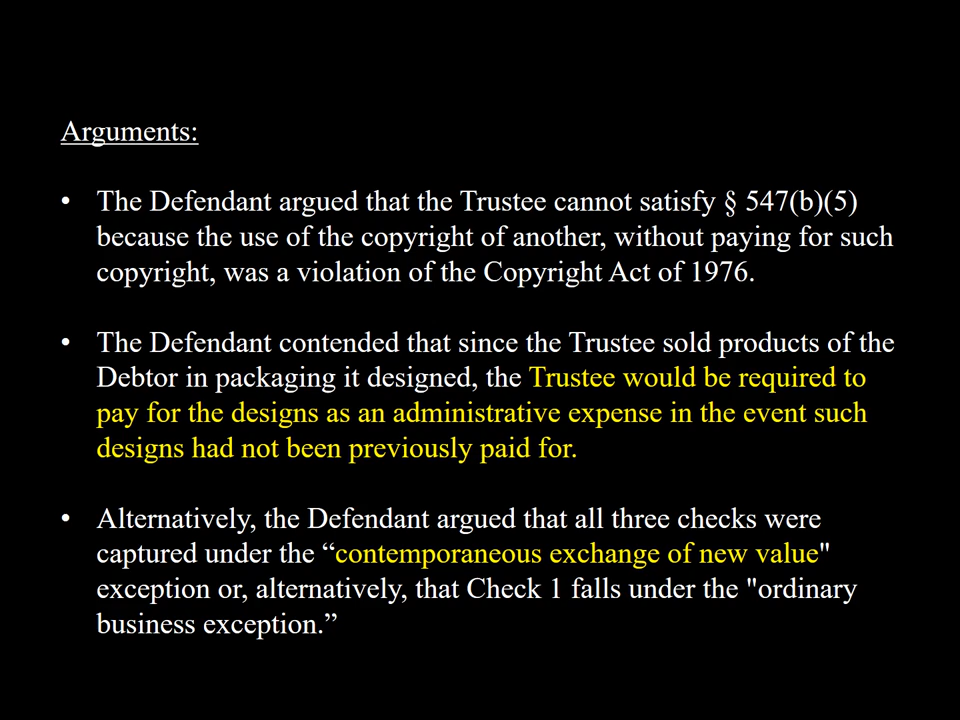 Arguments:
• The Defendant argued that the Trustee cannot satisfy § 547(b)(5)
because the use of the copyright of another, without paying for such
copyright, was a violation of the Copyright Act of 1976.
• The Defendant contended that since the Trustee sold products of the
Debtor in packaging it designed, the Trustee would be required to
pay for the designs as an administrative expense in the event such
designs had not been previously paid for.
• Alternatively, the Defendant argued that all three checks were
captured under the “contemporaneous exchange of new value"
exception or, alternatively, that Check 1 falls under the "ordinary
business exception.”